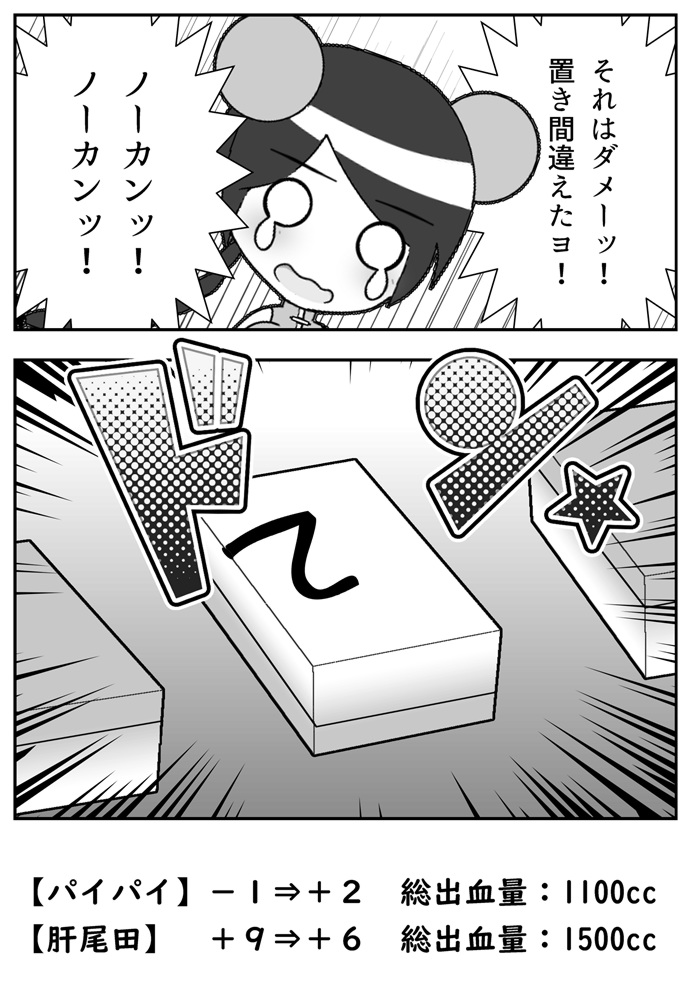 それはダメーッ！
置き間違えたヨ！
ノーカンッ！
ノーカンッ！
ドーン★
2
【パイパイ】－１⇒＋２　総出血量：1100cc
【肝尾田】　＋９⇒＋６　総出血量：1500cc